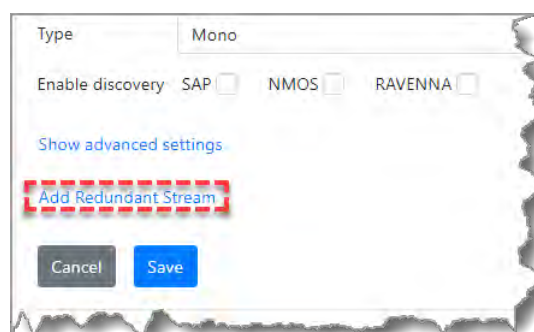 Type Mono
Enable discovery SAP NMOS RAVENNA
Show advanced settings
Add Redundant Stream
Cancel Save